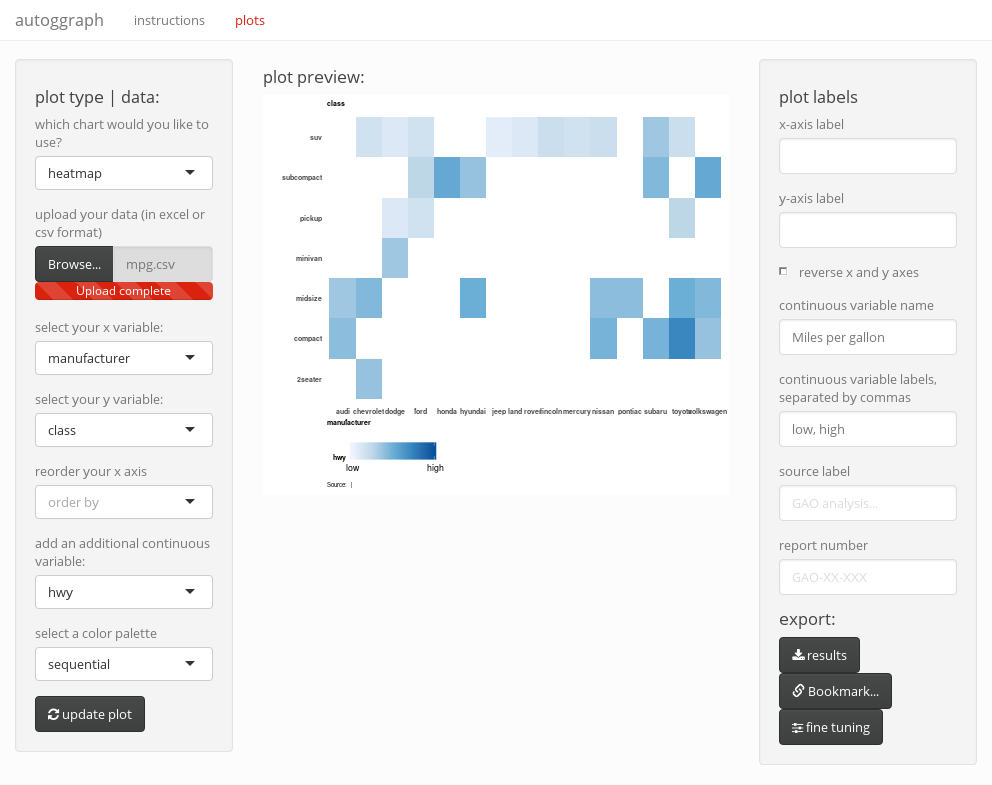 autoggraph instructions plots
plot type | data:
which chart would you like to
use?
heatmap
upload your data (in excel or
csv format)
Browse... mpg.csv
Upload complete
select your x variable:
manufacturer
select your y variable:
class
reorder your x axis
order by
add an additional continuous
variable:
hwy
select a color palette
sequential
update plot
plot preview:
class
suv
subcompact
pickup
minivan
midsize
compact
2seater
audi chevrolet dodge ford honda hyundai jeep land rover lincoln mercury nissan pontiac subaru toyota volkswagen
manufacturer
hwy
low high
Source: |
plot labels
x-axis label
y-axis label
reverse x and y axes
continuous variable name
Miles per gallon
continuous variable labels,
separated by commas
low, high
source label
GAO analysis...
report number
GAO-XX-XXX
export:
results
Bookmark...
fine tuning